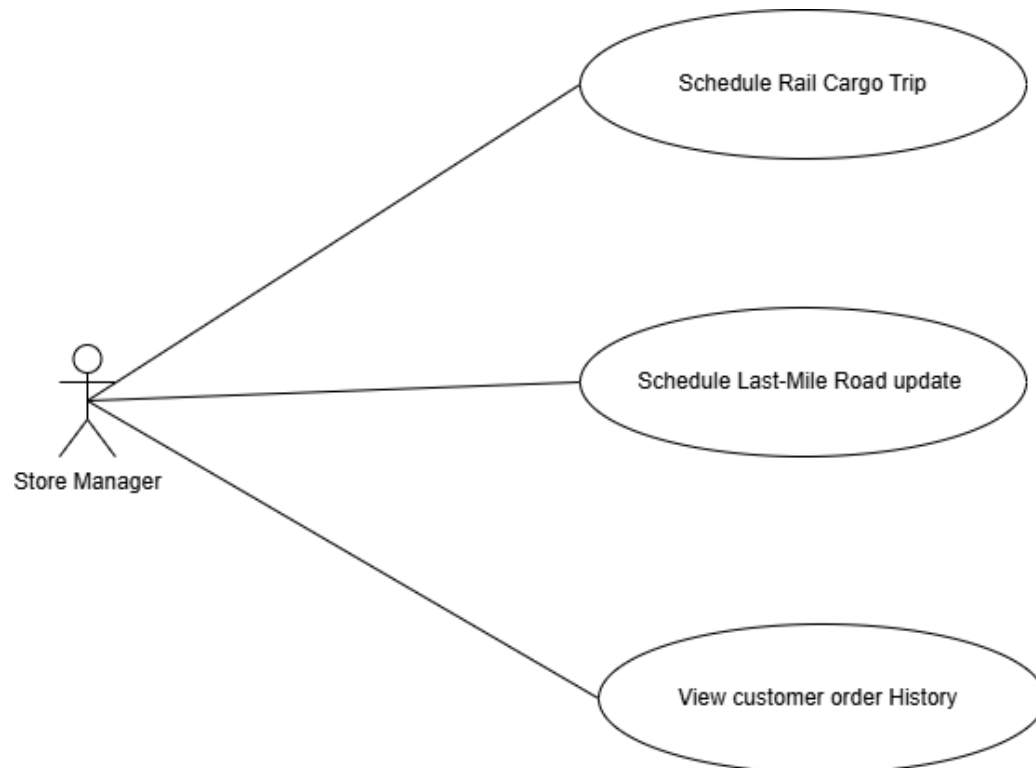 Schedule Rail Cargo Trip
Schedule Last-Mile Road update
Store Manager
View customer order History